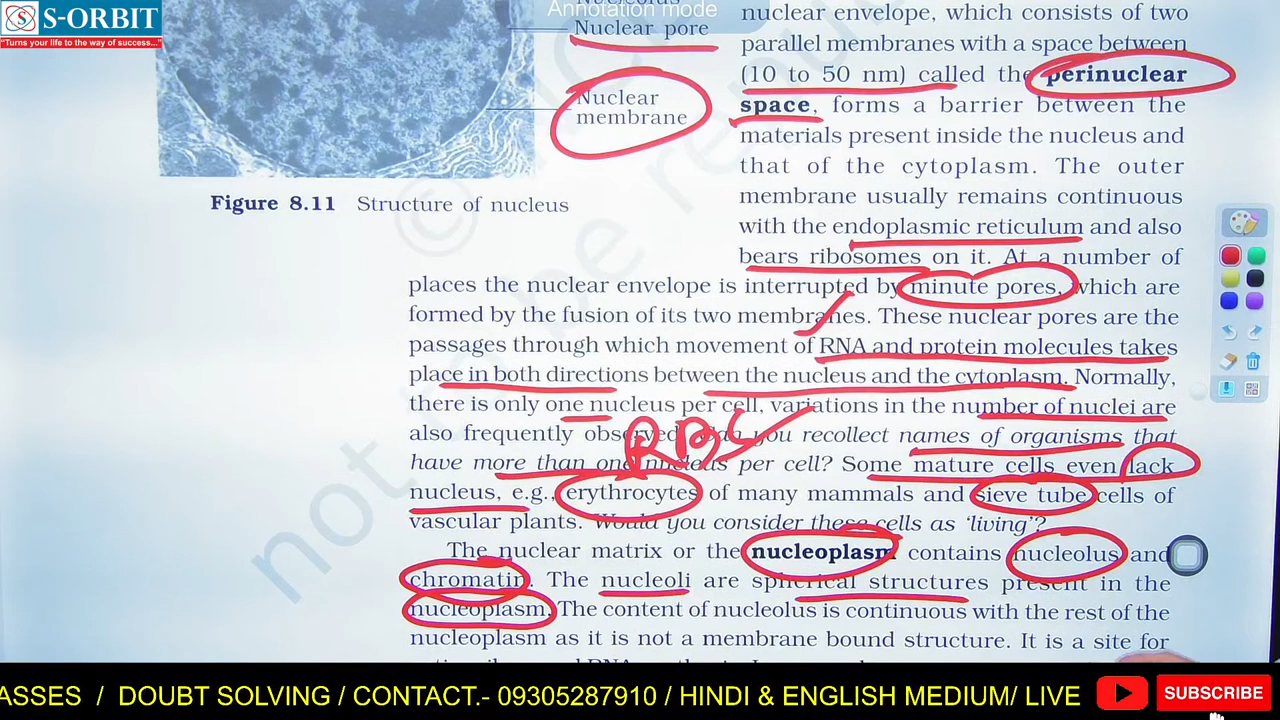 S-ORBIT
"Turns your life to the way of success..."
Annotation mode
Nuclear pore
Nuclear
membrane
Figure 8.11 Structure of nucleus
nuclear envelope, which consists of two
parallel membranes with a space between
(10 to 50 nm) called the perinuclear
space, forms a barrier between the
materials present inside the nucleus and
that of the cytoplasm. The outer
membrane usually remains continuous
with the endoplasmic reticulum and also
bears ribosomes on it. At a number of
places the nuclear envelope is interrupted by minute pores, which are
formed by the fusion of its two membranes. These nuclear pores are the
passages through which movement of RNA and protein molecules takes
place in both directions between the nucleus and the cytoplasm. Normally,
there is only one nucleus per cell, variations in the number of nuclei are
also frequently observed. Can you recollect names of organisms that
have more than one nucleus per cell? Some mature cells even lack
nucleus, e.g., erythrocytes of many mammals and sieve tube cells of
vascular plants. Would you consider these cells as 'living'?
RBC
The nuclear matrix or the nucleoplasm contains nucleolus and
chromatin. The nucleoli are spherical structures present in the
nucleoplasm. The content of nucleolus is continuous with the rest of the
nucleoplasm as it is not a membrane bound structure. It is a site for
not be
ASSES / DOUBT SOLVING / CONTACT.- 09305287910 / HINDI & ENGLISH MEDIUM/ LIVE
SUBSCRIBE